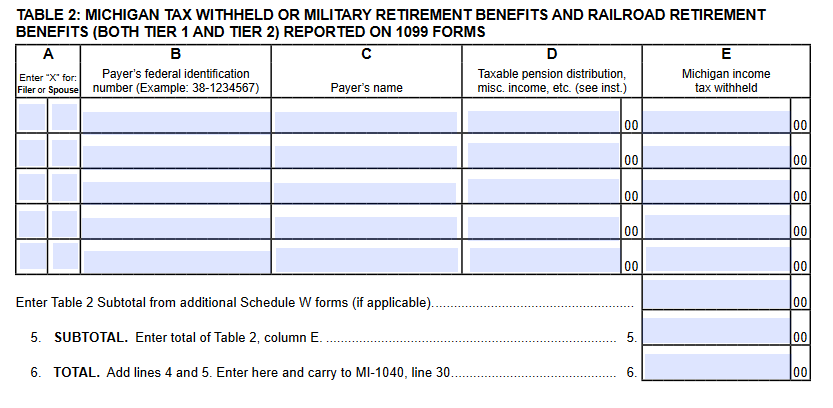 TABLE 2: MICHIGAN TAX WITHHELD OR MILITARY RETIREMENT BENEFITS AND RAILROAD RETIREMENT
BENEFITS (BOTH TIER 1 AND TIER 2) REPORTED ON 1099 FORMS
A B C D E
Enter "X" for:
Filer or Spouse
Payer's federal identification
number (Example: 38-1234567)
Payer's name
Taxable pension distribution,
misc. income, etc. (see inst.)
Michigan income
tax withheld
00 00
00 00
00 00
00 00
00 00
Enter Table 2 Subtotal from additional Schedule W forms (if applicable)................................................... 00
5. SUBTOTAL. Enter total of Table 2, column E. ......................................................................... 5. 00
6. TOTAL. Add lines 4 and 5. Enter here and carry to MI-1040, line 30.......................................... 6. 00